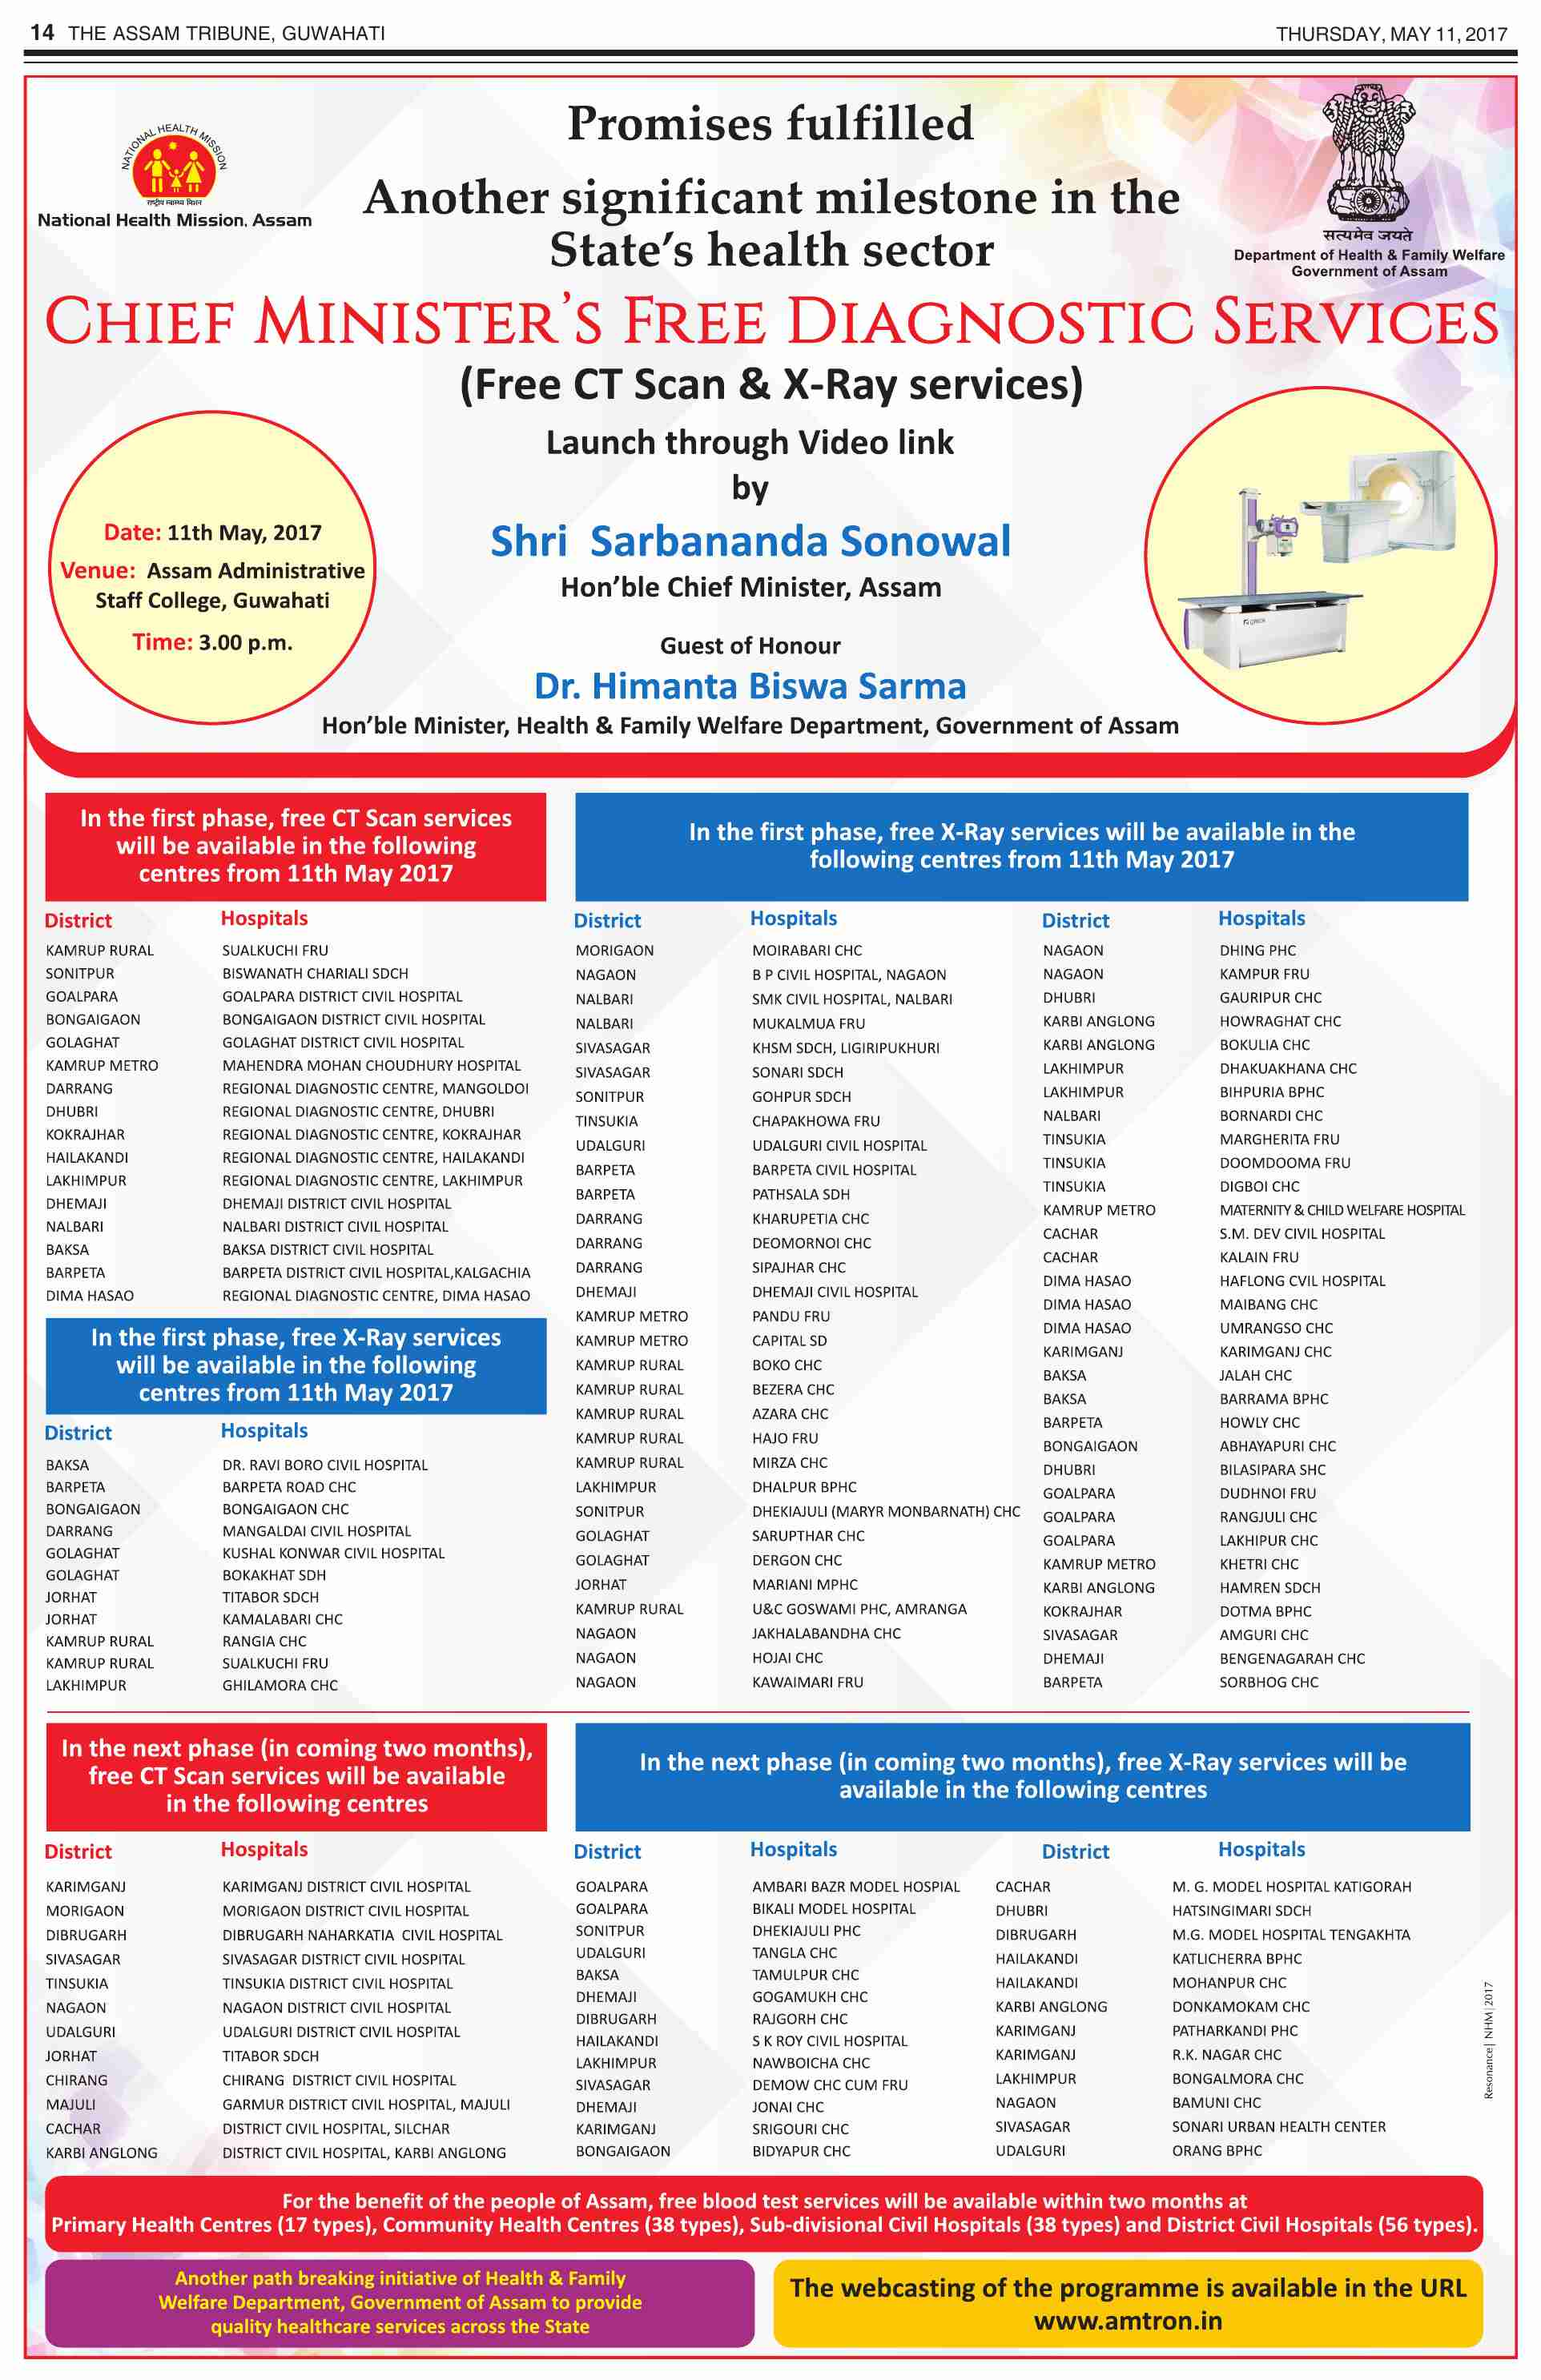 14 THE ASSAM TRIBUNE, GUWAHATI
THURSDAY, MAY 11, 2017
NATIONAL HEALTH MISSION
राष्ट्रीय स्वास्थ्य मिशन
National Health Mission, Assam
Promises fulfilled
Another significant milestone in the
State’s health sector
सत्यमेव जयते
Department of Health & Family Welfare
Government of Assam
CHIEF MINISTER’S FREE DIAGNOSTIC SERVICES
(Free CT Scan & X-Ray services)
Launch through Video link
by
Shri Sarbananda Sonowal
Hon’ble Chief Minister, Assam
Guest of Honour
Dr. Himanta Biswa Sarma
Hon’ble Minister, Health & Family Welfare Department, Government of Assam
Date: 11th May, 2017
Venue: Assam Administrative
Staff College, Guwahati
Time: 3.00 p.m.
In the first phase, free CT Scan services
will be available in the following
centres from 11th May 2017
District Hospitals
KAMRUP RURAL SUALKUCHI FRU
SONITPUR BISWANATH CHARIALI SDCH
GOALPARA GOALPARA DISTRICT CIVIL HOSPITAL
BONGAIGAON BONGAIGAON DISTRICT CIVIL HOSPITAL
GOLAGHAT GOLAGHAT DISTRICT CIVIL HOSPITAL
KAMRUP METRO MAHENDRA MOHAN CHOUDHURY HOSPITAL
DARRANG REGIONAL DIAGNOSTIC CENTRE, MANGOLDOI
DHUBRI REGIONAL DIAGNOSTIC CENTRE, DHUBRI
KOKRAJHAR REGIONAL DIAGNOSTIC CENTRE, KOKRAJHAR
HAILAKANDI REGIONAL DIAGNOSTIC CENTRE, HAILAKANDI
LAKHIMPUR REGIONAL DIAGNOSTIC CENTRE, LAKHIMPUR
DHEMAJI DHEMAJI DISTRICT CIVIL HOSPITAL
NALBARI NALBARI DISTRICT CIVIL HOSPITAL
BAKSA BAKSA DISTRICT CIVIL HOSPITAL
BARPETA BARPETA DISTRICT CIVIL HOSPITAL,KALGACHIA
DIMA HASAO REGIONAL DIAGNOSTIC CENTRE, DIMA HASAO
In the first phase, free X-Ray services
will be available in the following
centres from 11th May 2017
District Hospitals
BAKSA DR. RAVI BORO CIVIL HOSPITAL
BARPETA BARPETA ROAD CHC
BONGAIGAON BONGAIGAON CHC
DARRANG MANGALDAI CIVIL HOSPITAL
GOLAGHAT KUSHAL KONWAR CIVIL HOSPITAL
GOLAGHAT BOKAKHAT SDH
JORHAT TITABOR SDCH
JORHAT KAMALABARI CHC
KAMRUP RURAL RANGIA CHC
KAMRUP RURAL SUALKUCHI FRU
LAKHIMPUR GHILAMORA CHC
In the first phase, free X-Ray services will be available in the
following centres from 11th May 2017
District Hospitals
MORIGAON MOIRABARI CHC
NAGAON B P CIVIL HOSPITAL, NAGAON
NALBARI SMK CIVIL HOSPITAL, NALBARI
NALBARI MUKALMUA FRU
SIVASAGAR KHSM SDCH, LIGIRIPUKHURI
SIVASAGAR SONARI SDCH
SONITPUR GOHPUR SDCH
TINSUKIA CHAPAKHOWA FRU
UDALGURI UDALGURI CIVIL HOSPITAL
BARPETA BARPETA CIVIL HOSPITAL
BARPETA PATHSALA SDH
DARRANG KHARUPETIA CHC
DARRANG DEOMORNOI CHC
DARRANG SIPAJHAR CHC
DHEMAJI DHEMAJI CIVIL HOSPITAL
KAMRUP METRO PANDU FRU
KAMRUP METRO CAPITAL SD
KAMRUP RURAL BOKO CHC
KAMRUP RURAL BEZERA CHC
KAMRUP RURAL AZARA CHC
KAMRUP RURAL HAJO FRU
KAMRUP RURAL MIRZA CHC
LAKHIMPUR DHALPUR BPHC
SONITPUR DHEKIAJULI (MARYR MONBARNATH) CHC
GOLAGHAT SARUPTHAR CHC
GOLAGHAT DERGON CHC
JORHAT MARIANI MPHC
KAMRUP RURAL U&C GOSWAMI PHC, AMRANGA
NAGAON JAKHALABANDHA CHC
NAGAON HOJAI CHC
NAGAON KAWAIMARI FRU
District Hospitals
NAGAON DHING PHC
NAGAON KAMPUR FRU
DHUBRI GAURIPUR CHC
KARBI ANGLONG HOWRAGHAT CHC
KARBI ANGLONG BOKULIA CHC
LAKHIMPUR DHAKUAKHANA CHC
LAKHIMPUR BIHPURIA BPHC
NALBARI BORNARDI CHC
TINSUKIA MARGHERITA FRU
TINSUKIA DOOMDOOMA FRU
TINSUKIA DIGBOI CHC
KAMRUP METRO MATERNITY & CHILD WELFARE HOSPITAL
CACHAR S.M. DEV CIVIL HOSPITAL
CACHAR KALAIN FRU
DIMA HASAO HAFLONG CVIL HOSPITAL
DIMA HASAO MAIBANG CHC
DIMA HASAO UMRANGSO CHC
KARIMGANJ KARIMGANJ CHC
BAKSA JALAH CHC
BAKSA BARRAMA BPHC
BARPETA HOWLY CHC
BONGAIGAON ABHAYAPURI CHC
DHUBRI BILASIPARA SHC
GOALPARA DUDHNOI FRU
GOALPARA RANGJULI CHC
GOALPARA LAKHIPUR CHC
KAMRUP METRO KHETRI CHC
KARBI ANGLONG HAMREN SDCH
KOKRAJHAR DOTMA BPHC
SIVASAGAR AMGURI CHC
DHEMAJI BENGENAGARAH CHC
BARPETA SORBHOG CHC
In the next phase (in coming two months),
free CT Scan services will be available
in the following centres
District Hospitals
KARIMGANJ KARIMGANJ DISTRICT CIVIL HOSPITAL
MORIGAON MORIGAON DISTRICT CIVIL HOSPITAL
DIBRUGARH DIBRUGARH NAHARKATIA CIVIL HOSPITAL
SIVASAGAR SIVASAGAR DISTRICT CIVIL HOSPITAL
TINSUKIA TINSUKIA DISTRICT CIVIL HOSPITAL
NAGAON NAGAON DISTRICT CIVIL HOSPITAL
UDALGURI UDALGURI DISTRICT CIVIL HOSPITAL
JORHAT TITABOR SDCH
CHIRANG CHIRANG DISTRICT CIVIL HOSPITAL
MAJULI GARMUR DISTRICT CIVIL HOSPITAL, MAJULI
CACHAR DISTRICT CIVIL HOSPITAL, SILCHAR
KARBI ANGLONG DISTRICT CIVIL HOSPITAL, KARBI ANGLONG
In the next phase (in coming two months), free X-Ray services will be
available in the following centres
District Hospitals
GOALPARA AMBARI BAZR MODEL HOSPIAL
GOALPARA BIKALI MODEL HOSPITAL
SONITPUR DHEKIAJULI PHC
UDALGURI TANGLA CHC
BAKSA TAMULPUR CHC
DHEMAJI GOGAMUKH CHC
DIBRUGARH RAJGORH CHC
HAILAKANDI S K ROY CIVIL HOSPITAL
LAKHIMPUR NAWBOICHA CHC
SIVASAGAR DEMOW CHC CUM FRU
DHEMAJI JONAI CHC
KARIMGANJ SRIGOURI CHC
BONGAIGAON BIDYAPUR CHC
District Hospitals
CACHAR M. G. MODEL HOSPITAL KATIGORAH
DHUBRI HATSINGIMARI SDCH
DIBRUGARH M.G. MODEL HOSPITAL TENGAKHTA
HAILAKANDI KATLICHERRA BPHC
HAILAKANDI MOHANPUR CHC
KARBI ANGLONG DONKAMOKAM CHC
KARIMGANJ PATHARKANDI PHC
KARIMGANJ R.K. NAGAR CHC
LAKHIMPUR BONGALMORA CHC
NAGAON BAMUNI CHC
SIVASAGAR SONARI URBAN HEALTH CENTER
UDALGURI ORANG BPHC
Resonance| NHM|2017
For the benefit of the people of Assam, free blood test services will be available within two months at
Primary Health Centres (17 types), Community Health Centres (38 types), Sub-divisional Civil Hospitals (38 types) and District Civil Hospitals (56 types).
Another path breaking initiative of Health & Family
Welfare Department, Government of Assam to provide
quality healthcare services across the State
The webcasting of the programme is available in the URL
www.amtron.in